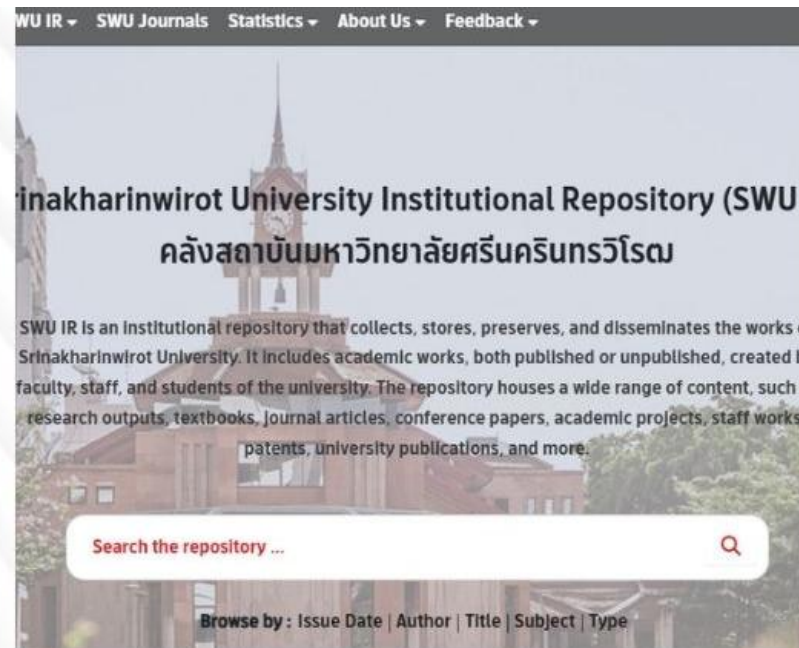 WU IR SWU Journals Statistics About Us Feedback
rinakharinwirot University Institutional Repository (SWU
คลังสถาบันมหาวิทยาลัยศรีนครินทรวิโรฒ
SWU IR is an institutional repository that collects, stores, preserves, and disseminates the works
Srinakharinwirot University. It includes academic works, both published or unpublished, created
faculty, staff, and students of the university. The repository houses a wide range of content, such
research outputs, textbooks, journal articles, conference papers, academic projects, staff works
patents, university publications, and more.
Search the repository ...
Browse by : Issue Date | Author | Title | Subject | Type